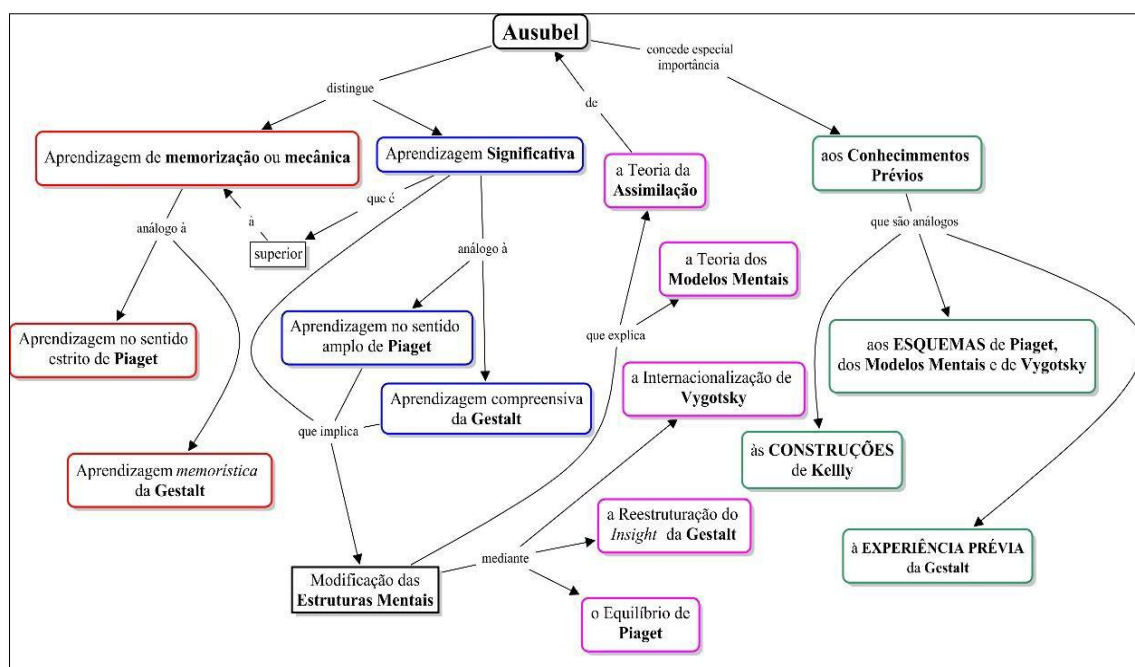 Ausubel
concede especial
importância
distingue
de
Aprendizagem de memorização ou mecânica
Aprendizagem Significativa
a Teoria da
Assimilação
aos Conhecimmentos
Prévios
que é
à
superior
análogo à
análogo à
que são análogos
a Teoria dos
Modelos Mentais
Aprendizagem no sentido
estrito de Piaget
Aprendizagem no sentido
amplo de Piaget
que explica
aos ESQUEMAS de Piaget,
dos Modelos Mentais e de Vygotsky
a Internacionalização de
Vygotsky
Aprendizagem compreensiva
da Gestalt
que implica
às CONSTRUÇÕES
de Kellly
Aprendizagem memorística
da Gestalt
a Reestruturação do
Insight da Gestalt
à EXPERIÊNCIA PRÉVIA
da Gestalt
mediante
Modificação das
Estruturas Mentais
o Equilíbrio de
Piaget